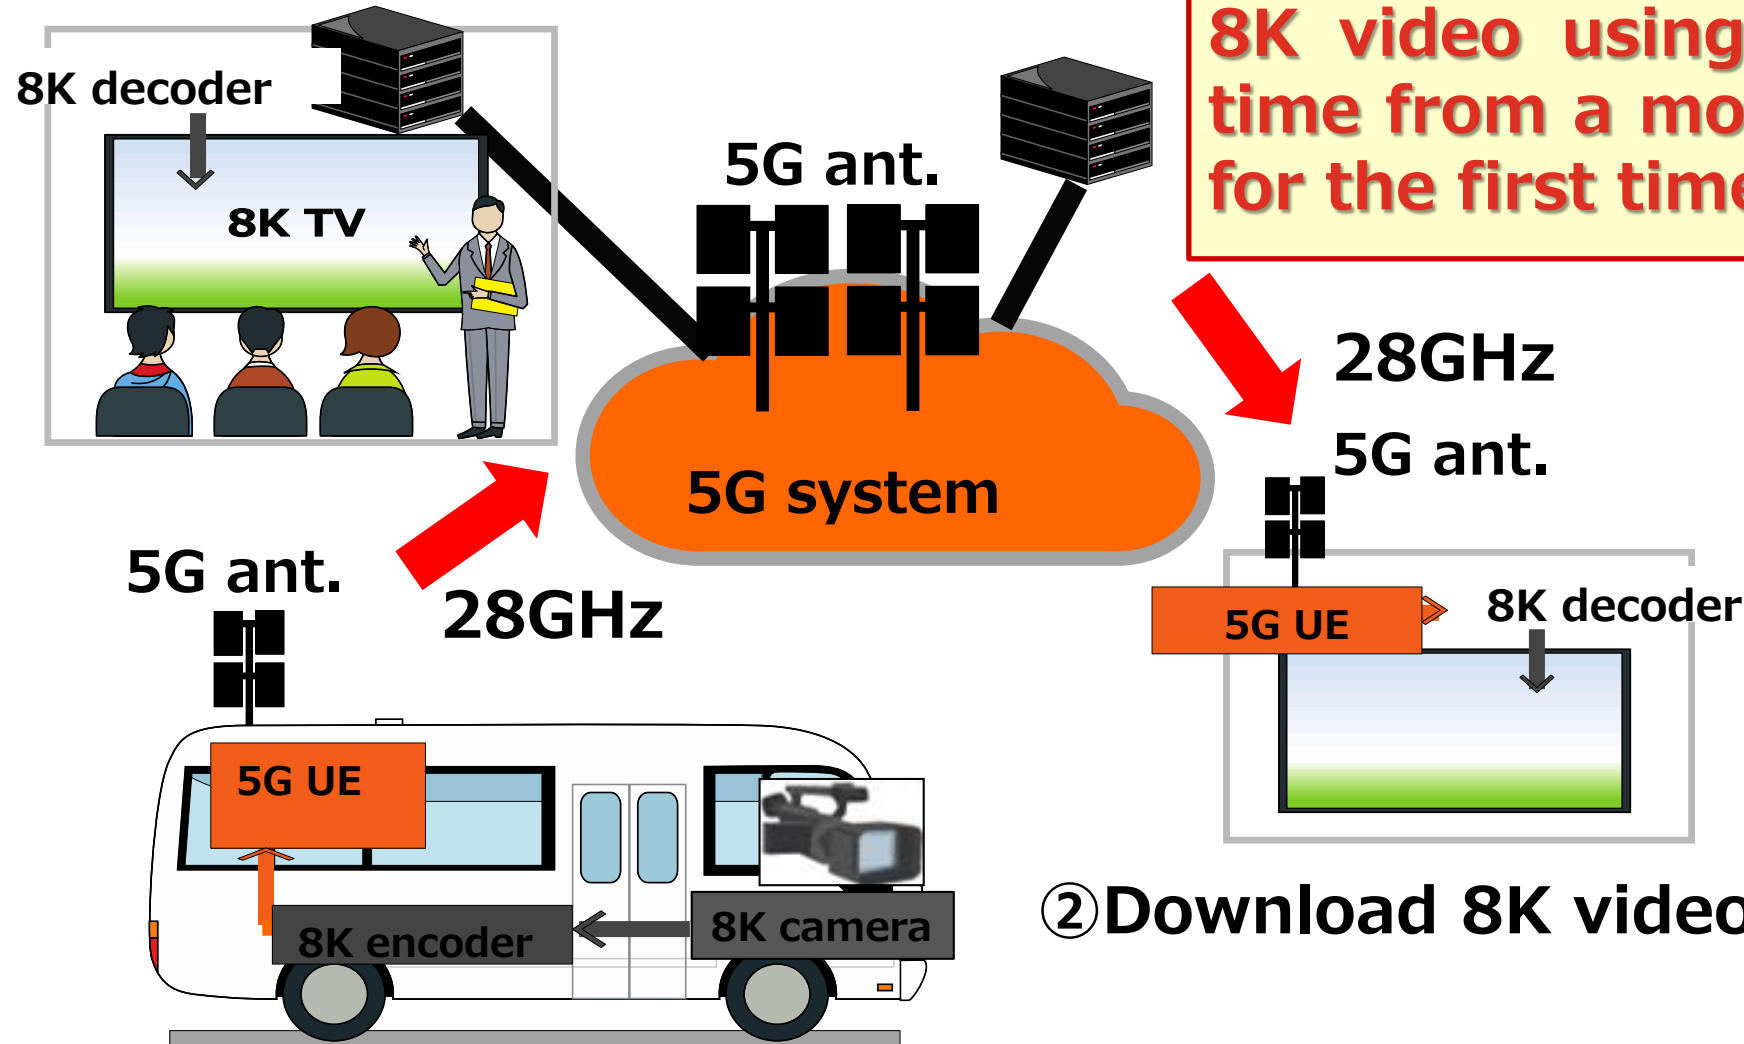 8K decoder
8K TV
5G ant.
8K video using
time from a mo
for the first time
28GHz
5G ant.
5G system
5G ant.
28GHz
5G UE
8K decoder
5G UE
8K encoder
8K camera
②Download 8K video